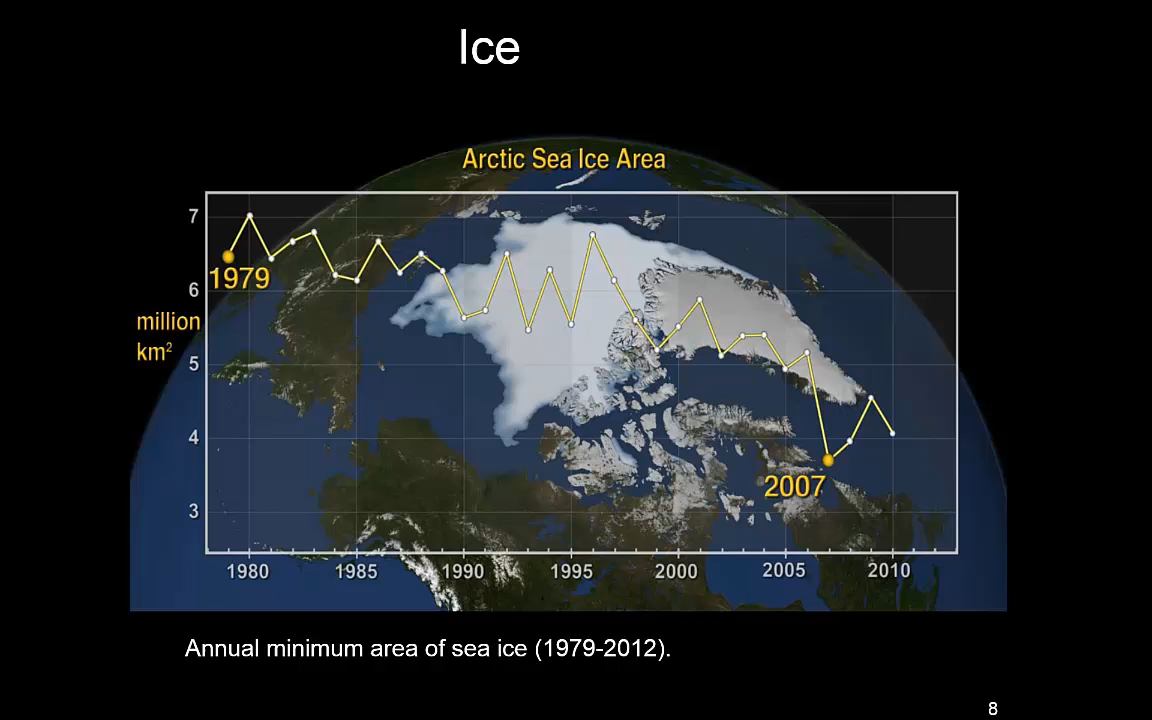 Ice
Arctic Sea Ice Area
7
1979
6
million
km²
5
4
2007
3
1980 1985 1990 1995 2000 2005 2010
Annual minimum area of sea ice (1979-2012).
8